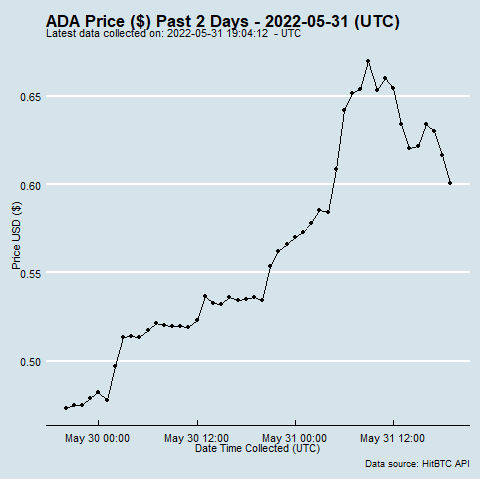 ADA Price ($) Past 2 Days - 2022-05-31 (UTC)
Latest data collected on: 2022-05-31 19:04:12  - UTC
Price USD ($)
0.65
0.60
0.55
0.50
May 30 00:00
May 30 12:00
May 31 00:00
May 31 12:00
Date Time Collected (UTC)
Data source: HitBTC API